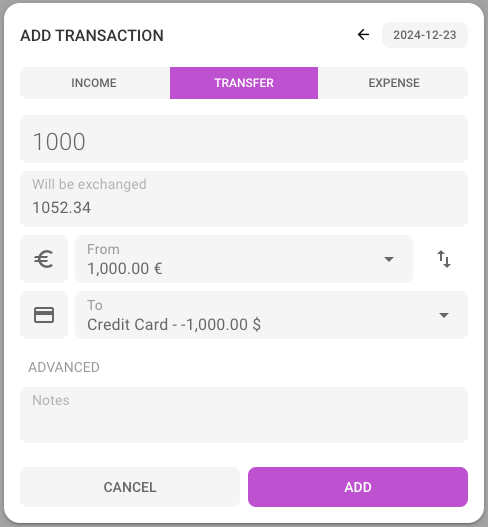 ADD TRANSACTION
2024-12-23
INCOME
TRANSFER
EXPENSE
1000
Will be exchanged
1052.34
From
1,000.00 €
To
Credit Card - -1,000.00 $
ADVANCED
Notes
CANCEL
ADD